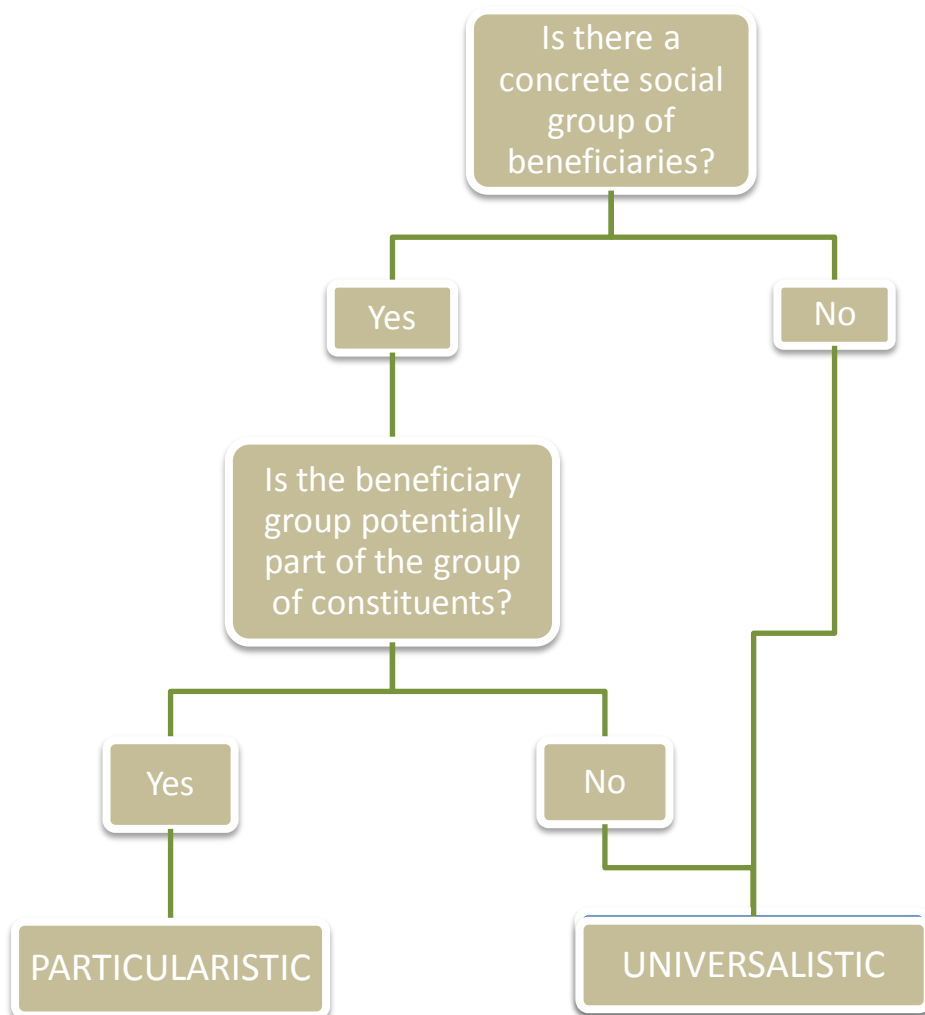 Is there a
concrete social
group of
beneficiaries?
Yes
No
Is the beneficiary
group potentially
part of the group
of constituents?
Yes
No
PARTICULARISTIC
UNIVERSALISTIC